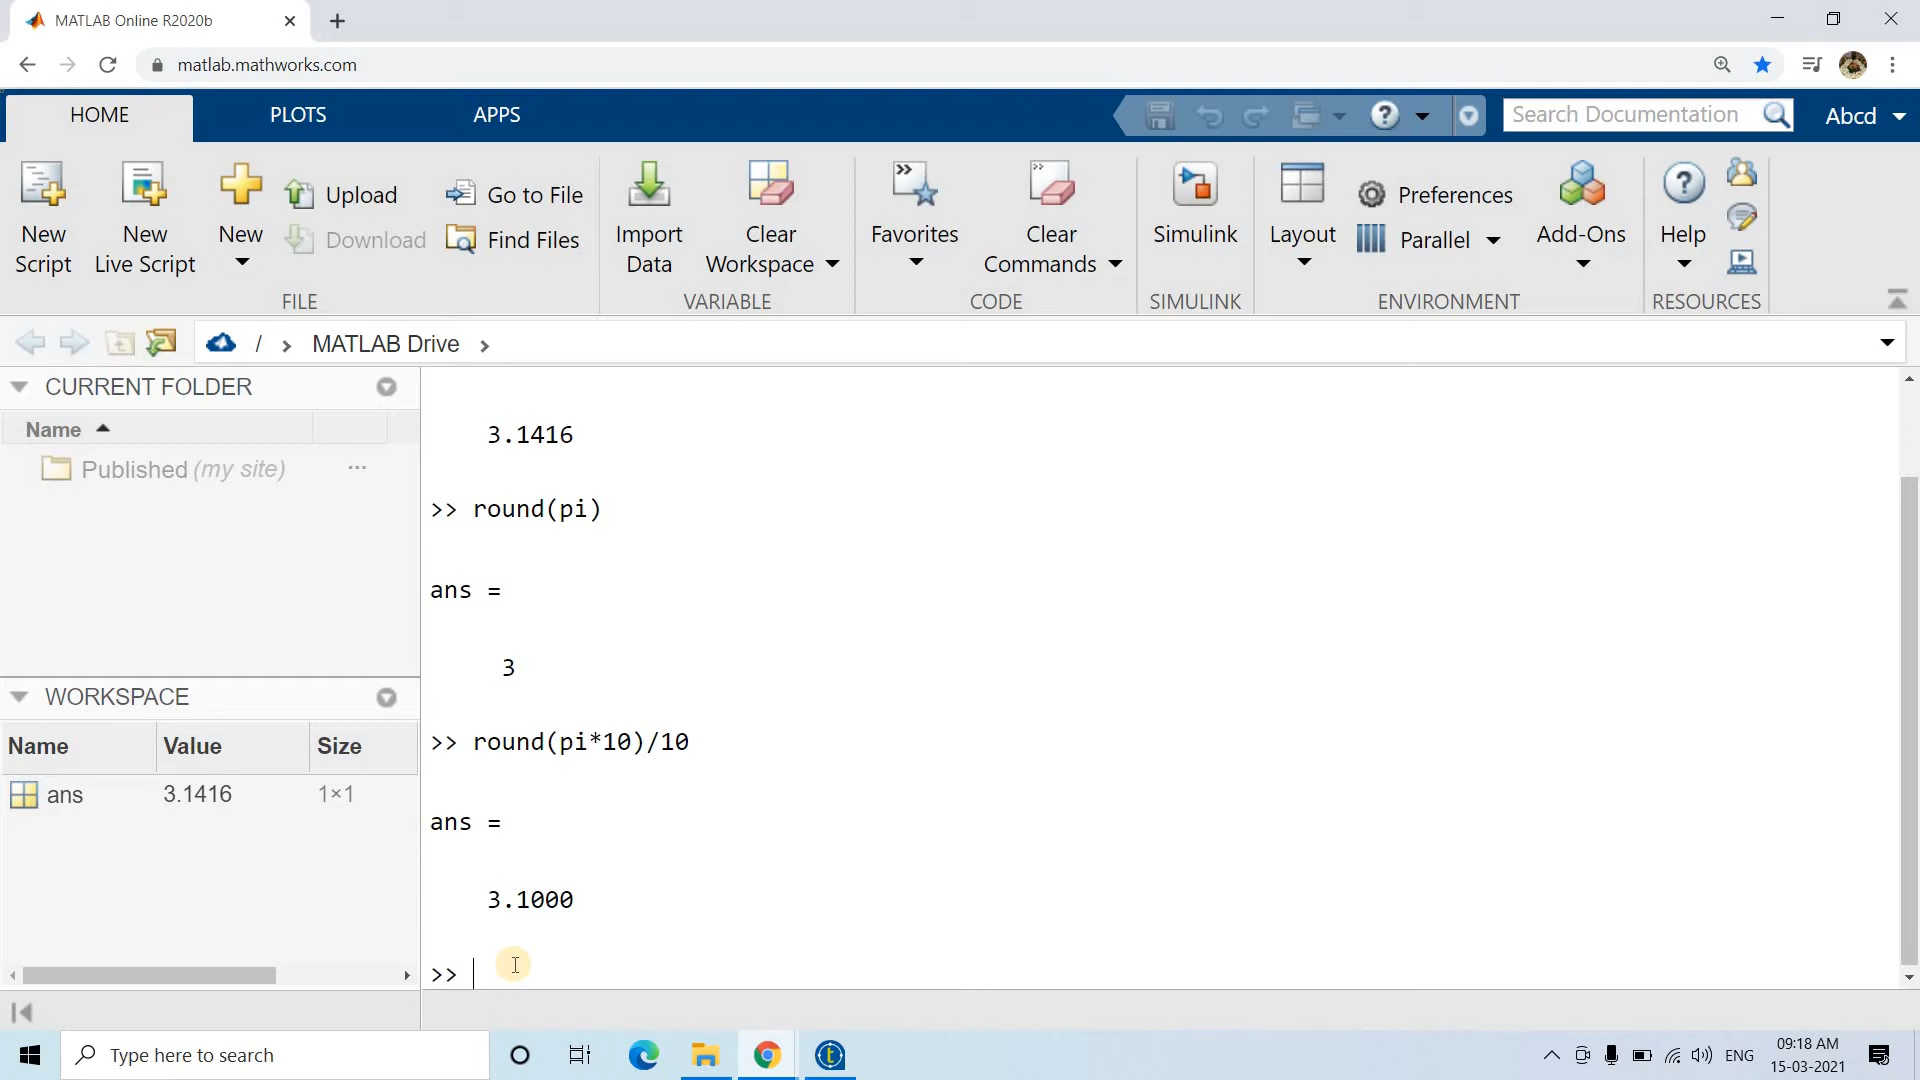 MATLAB Online R2020b
matlab.mathworks.com
HOME PLOTS APPS Search Documentation Abcd
New Script
New Live Script
New
Upload
Download
Go to File
Find Files
Import Data
Clear Workspace
Favorites
Clear Commands
Simulink
Layout
Preferences
Parallel
Add-Ons
Help
FILE VARIABLE CODE SIMULINK ENVIRONMENT RESOURCES
/ > MATLAB Drive >
CURRENT FOLDER
Name
Published (my site) ...
WORKSPACE
Name Value Size
ans 3.1416 1×1
3.1416
>> round(pi)
ans =
3
>> round(pi*10)/10
ans =
3.1000
>>
Type here to search
ENG
09:18 AM
15-03-2021